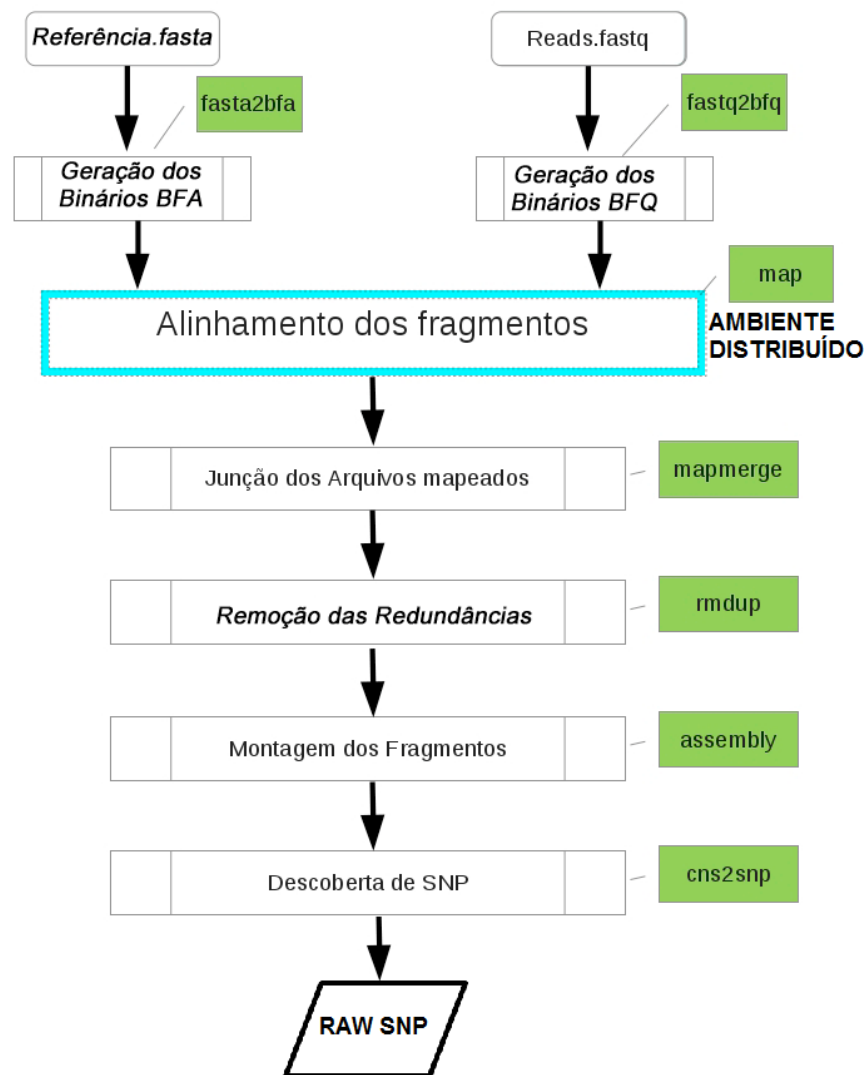 Referência.fasta
Reads.fastq
fasta2bfa
fastq2bfq
Geração dos
Binários BFA
Geração dos
Binários BFQ
map
Alinhamento dos fragmentos
AMBIENTE
DISTRIBUÍDO
Junção dos Arquivos mapeados
mapmerge
Remoção das Redundâncias
rmdup
Montagem dos Fragmentos
assembly
Descoberta de SNP
cns2snp
RAW SNP